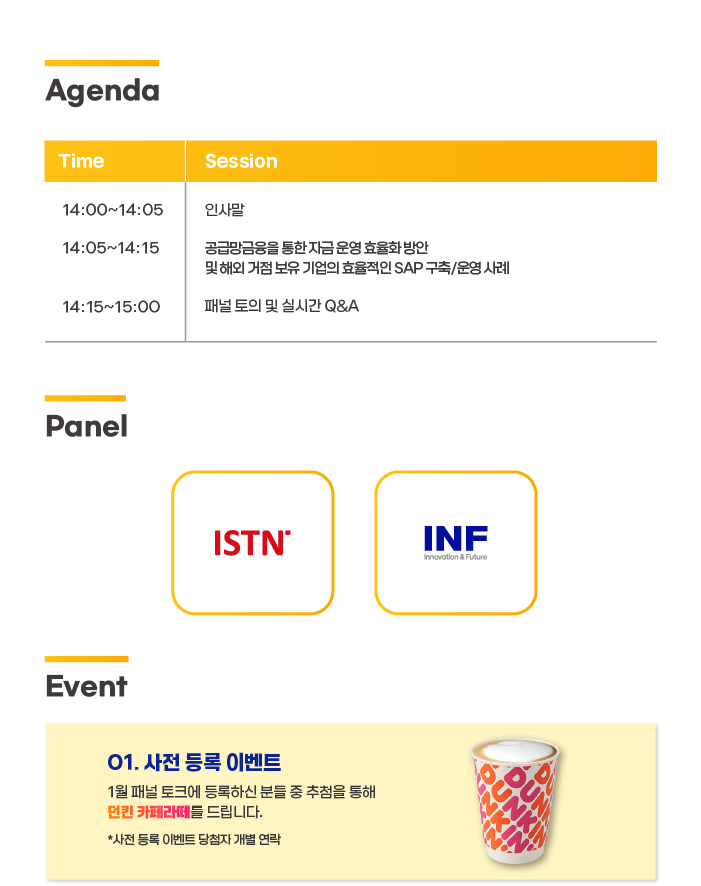 Agenda
Time Session
14:00~14:05 인사말
14:05~14:15 공급망금융을 통한 자금 운영 효율화 방안
및 해외 거점 보유 기업의 효율적인 SAP 구축/운영 사례
14:15~15:00 패널 토의 및 실시간 Q&A
Panel
ISTN INF
Innovation & Future
Event
01. 사전 등록 이벤트
1월 패널 토크에 등록하신 분들 중 추첨을 통해
던킨 카페라떼를 드립니다.
*사전 등록 이벤트 당첨자 개별 연락
DUNKIN'
DUNKIN'
DUNKIN'